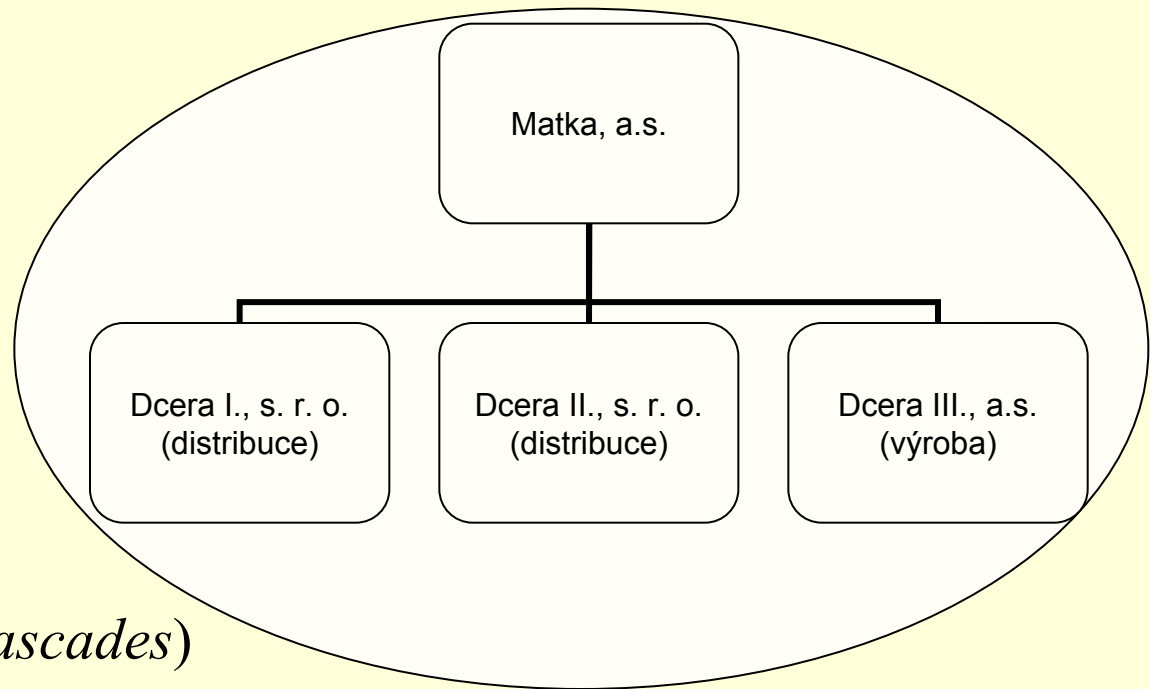 Matka, a.s.
Dcera I., s. r. o.
(distribuce)
Dcera II., s. r. o.
(distribuce)
Dcera III., a.s.
(výroba)
ascades)